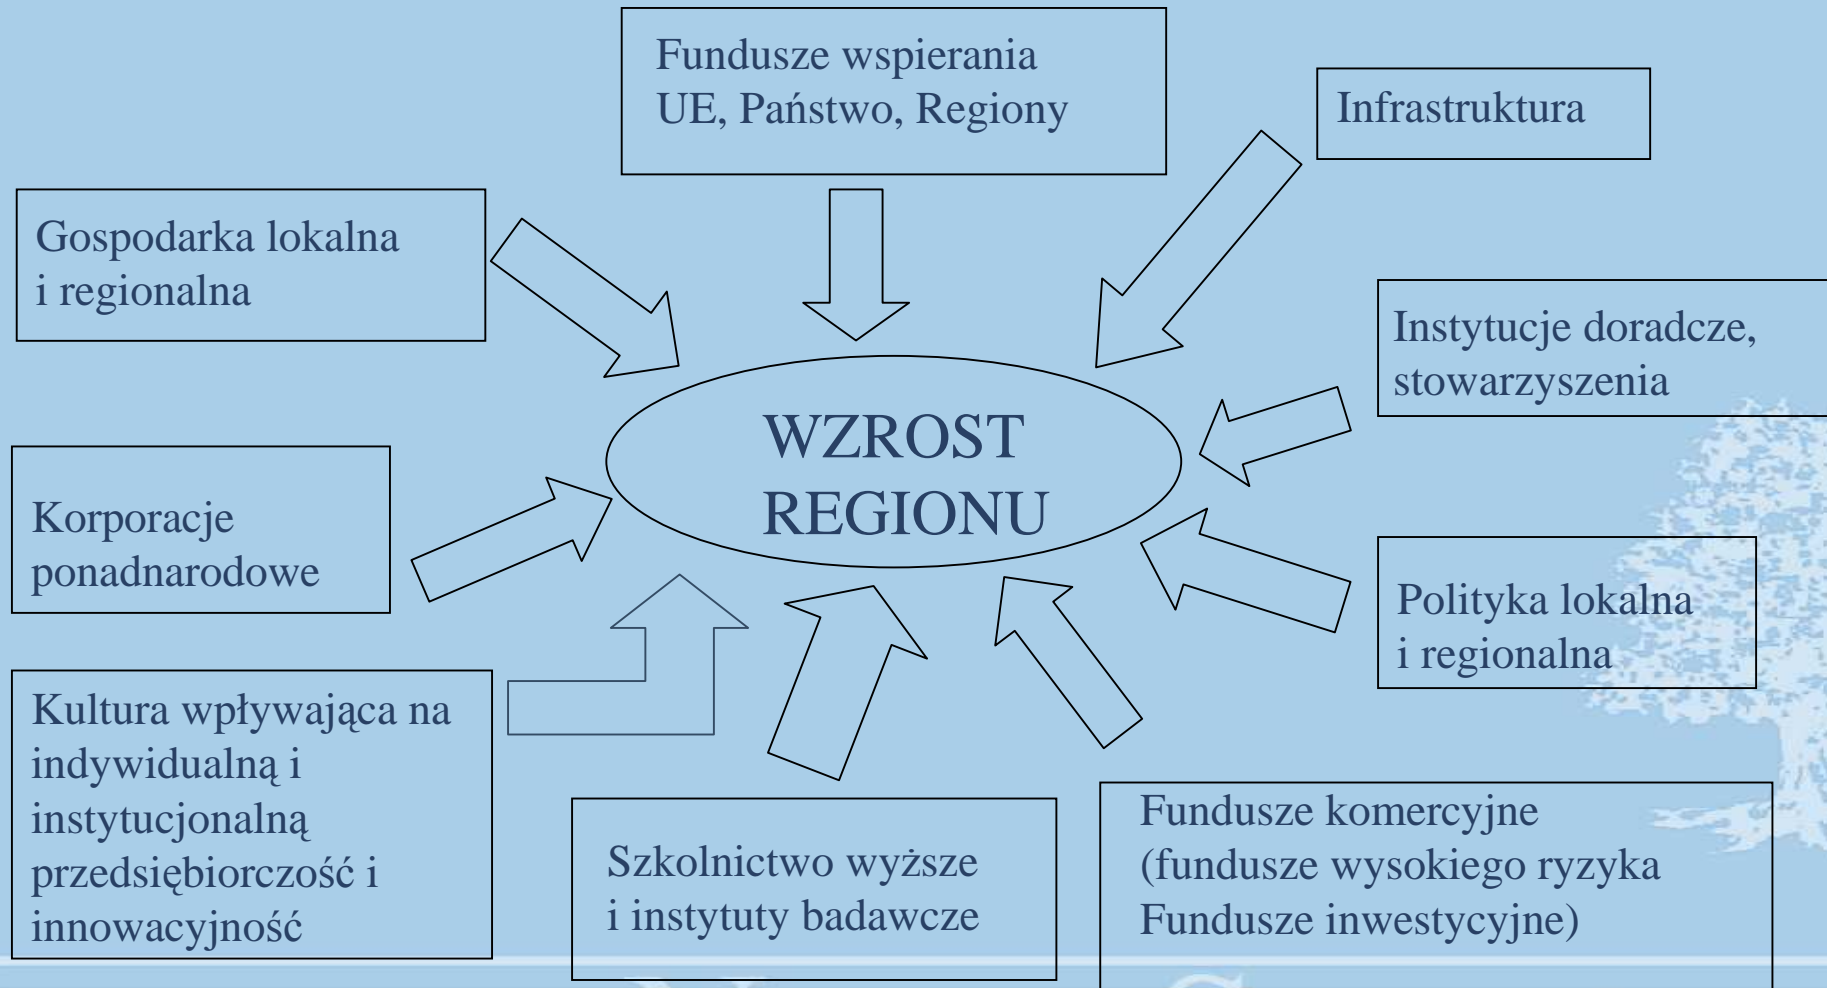 Fundusze wspierania
UE, Państwo, Regiony
Infrastruktura
Gospodarka lokalna
i regionalna
Instytucje doradcze,
stowarzyszenia
WZROST
REGIONU
Korporacje
ponadnarodowe
Polityka lokalna
i regionalna
Kultura wpływająca na
indywidualną i
instytucjonalną
przedsiębiorczość i
innowacyjność
Szkolnictwo wyższe
i instytuty badawcze
Fundusze komercyjne
(fundusze wysokiego ryzyka
Fundusze inwestycyjne)